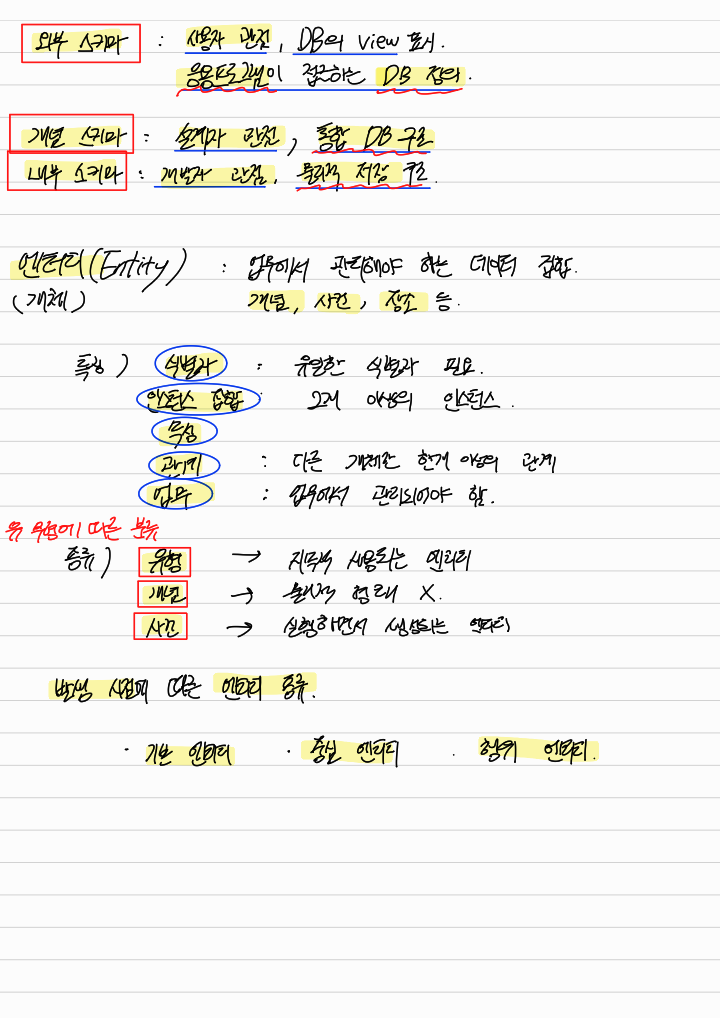 외부 스키마 : 사용자 관점, DB의 view 표시.
응용프로그램이 접근하는 DB 정의.
개념 스키마 : 설계자 관점, 통합 DB 구조
내부 스키마 : 개발자 관점, 물리적 저장 구조.
엔터티(Entity) : 업무에서 관리해야 하는 데이터 집합.
(개체) 개념, 사건, 장소 등.
특징) 식별자 : 유일한 식별자 필요.
인스턴스 집합 : 2개 이상의 인스턴스.
속성
관계 : 다른 개체존 한개 이상의 관계
업무 : 업무에서 관리되어야 함.
유 무형에 따른 분류
종류) 유형 → 지속적 사용되는 엔터티
개념 → 물리적 형태 X.
사건 → 실행하면서 생성되는 엔터티
발생 시점에 따른 엔터티 종류.
· 기본 엔터티 · 중심 엔터티 · 행위 엔터티.